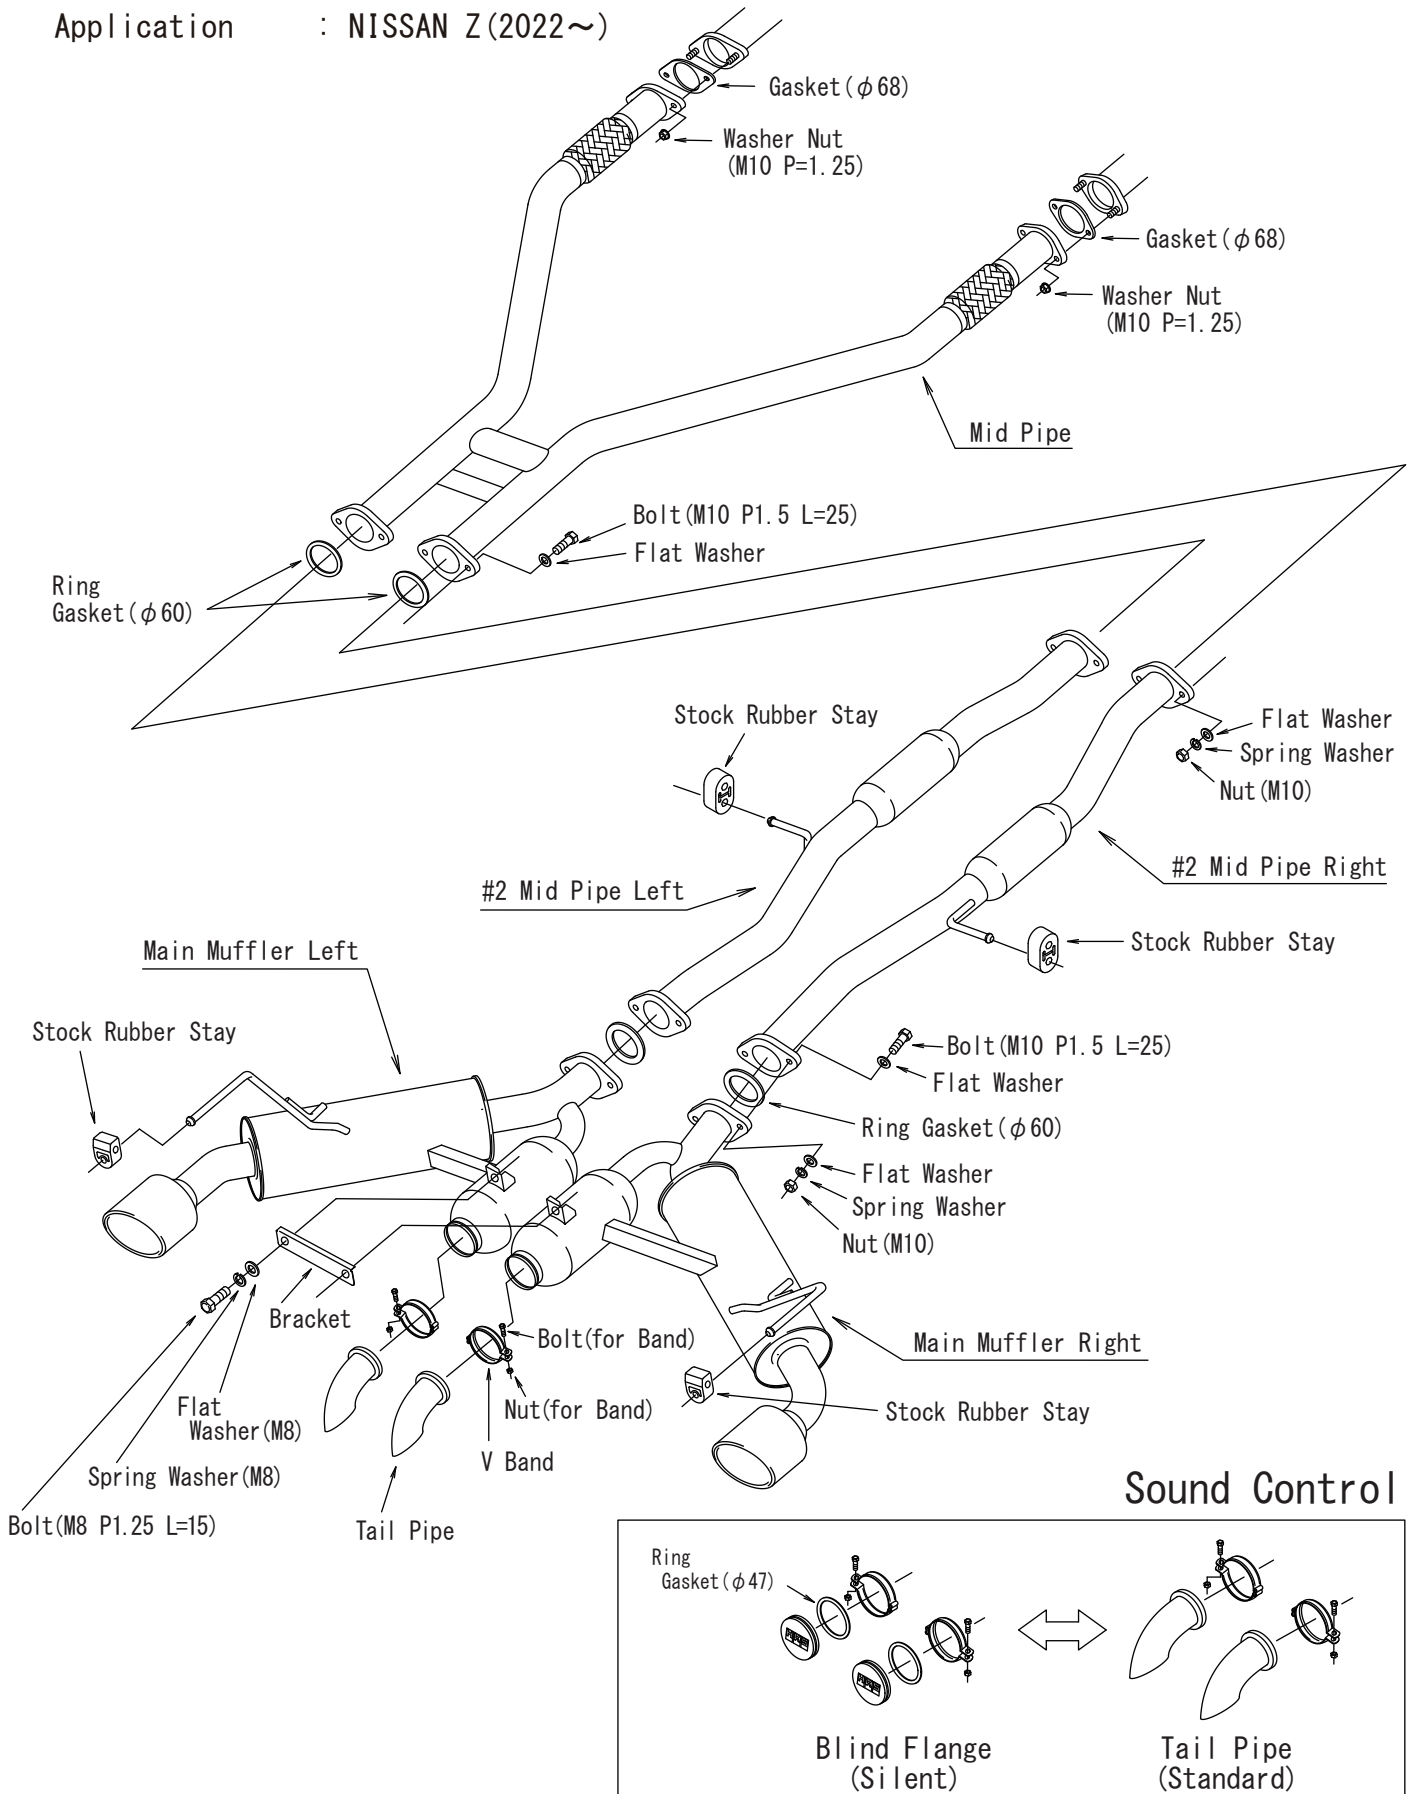 Application : NISSAN Z(2022～)
Gasket(φ68)
Washer Nut
(M10 P=1.25)
Gasket(φ68)
Washer Nut
(M10 P=1.25)
Mid Pipe
Bolt(M10 P1.5 L=25)
Flat Washer
Ring
Gasket(φ60)
Stock Rubber Stay
Flat Washer
Spring Washer
Nut(M10)
#2 Mid Pipe Right
#2 Mid Pipe Left
Stock Rubber Stay
Main Muffler Left
Stock Rubber Stay
Bolt(M10 P1.5 L=25)
Flat Washer
Ring Gasket(φ60)
Flat Washer
Spring Washer
Nut(M10)
Bracket
Bolt(for Band)
Main Muffler Right
Flat
Washer(M8)
Nut(for Band)
Stock Rubber Stay
V Band
Spring Washer(M8)
Bolt(M8 P1.25 L=15)
Tail Pipe
Sound Control
Ring
Gasket(φ47)
Blind Flange
(Silent)
Tail Pipe
(Standard)